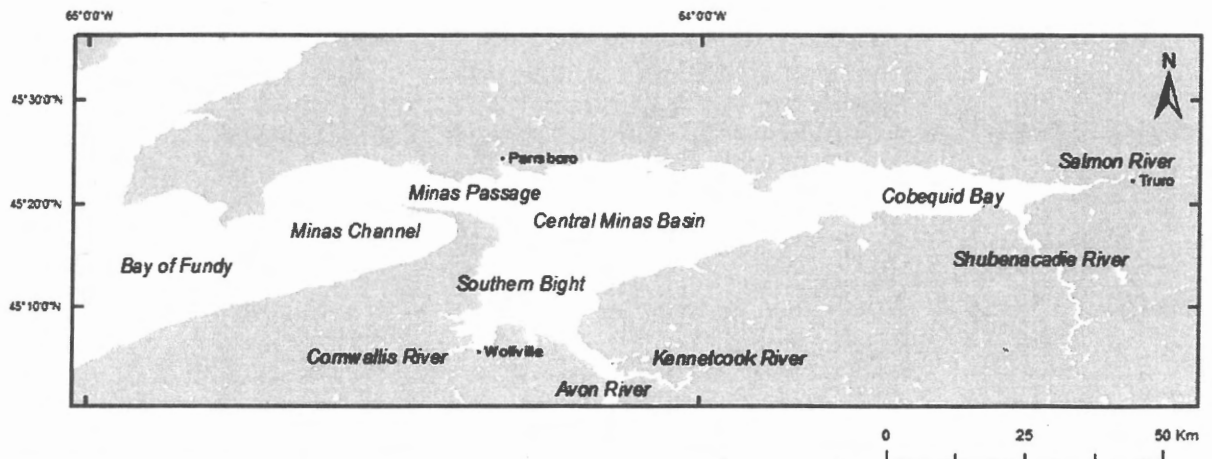 65°0'0"W
64°0'0"W
45°30'0"N
N
Parrsboro
Salmon River
Truro
Minas Passage
Cobequid Bay
45°20'0"N
Central Minas Basin
Minas Channel
Bay of Fundy
Shubenacadie River
Southern Bight
45°10'0"N
Cornwallis River
Wolfville
Kennetcook River
Avon River
0 25 50 Km